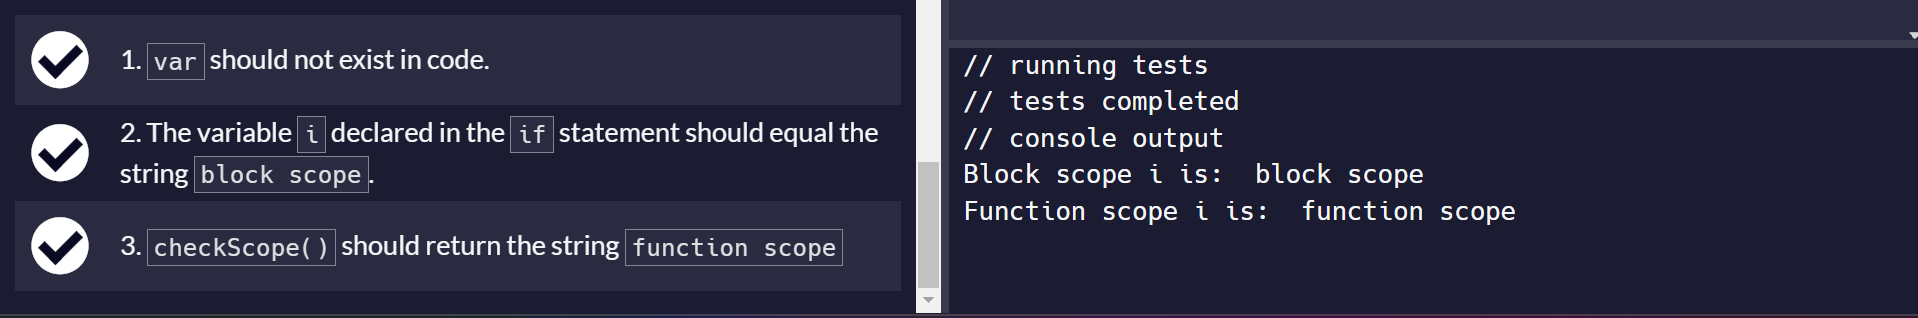 1. var should not exist in code.
2. The variable i declared in the if statement should equal the
string block scope.
3. checkScope() should return the string function scope
// running tests
// tests completed
// console output
Block scope i is:  block scope
Function scope i is:  function scope